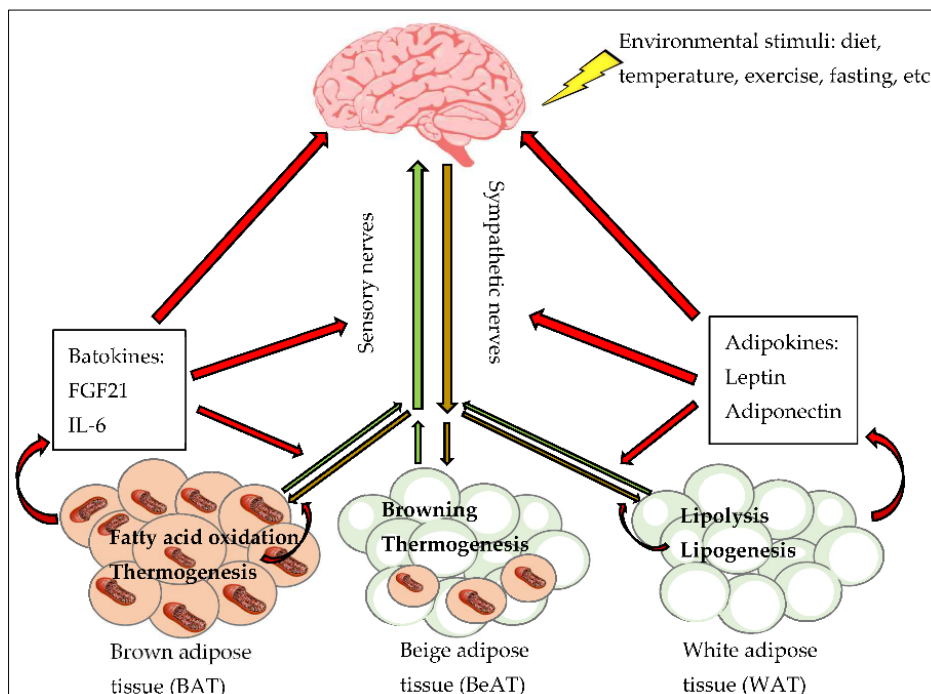 Environmental stimuli: diet,
temperature, exercise, fasting, etc
Sensory nerves
Sympathetic nerves
Batokines:
FGF21
IL-6
Adipokines:
Leptin
Adiponectin
Fatty acid oxidation
Thermogenesis
Browning
Thermogenesis
Lipolysis
Lipogenesis
Brown adipose
tissue (BAT)
Beige adipose
tissue (BeAT)
White adipose
tissue (WAT)